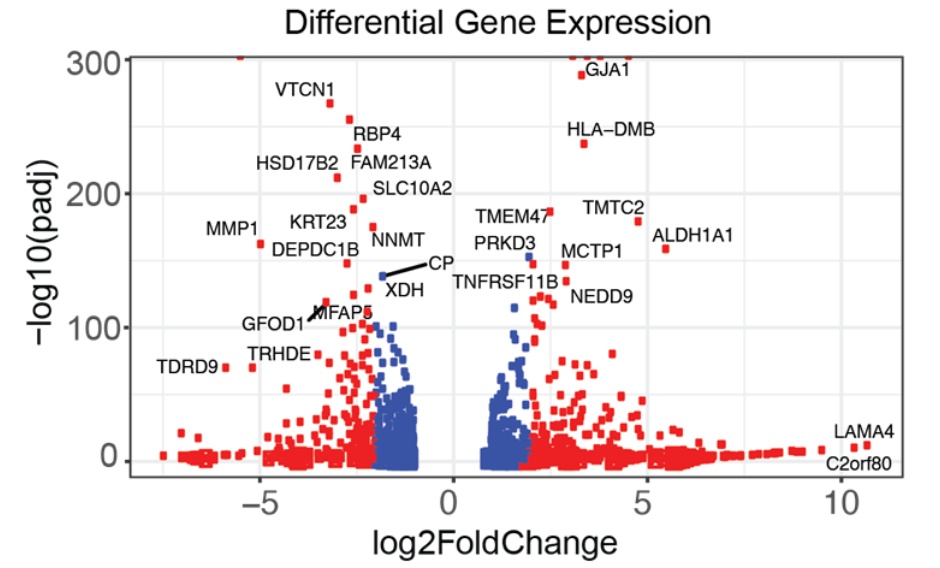 Differential Gene Expression
300
GJA1
VTCN1
HLA−DMB
RBP4
HSD17B2
FAM213A
200
SLC10A2
TMEM47
TMTC2
KRT23
MMP1
NNMT
PRKD3
ALDH1A1
DEPDC1B
MCTP1
CP
XDH
TNFRSF11B
NEDD9
MFAP5
GFOD1
100
TRHDE
TDRD9
LAMA4
0
C2orf80
−5
0
5
10
−log10(padj)
log2FoldChange